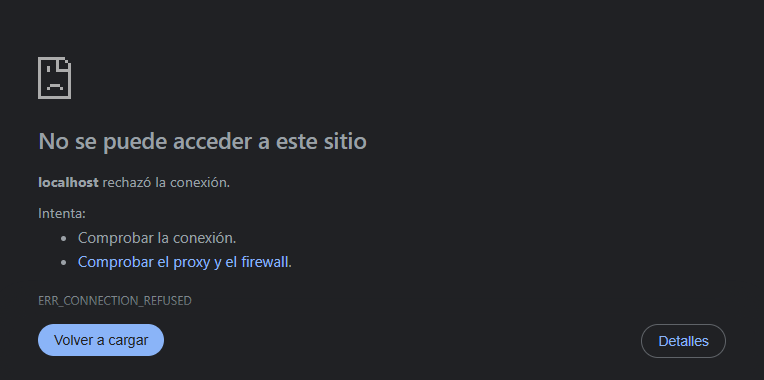 No se puede acceder a este sitio
localhost rechazó la conexión.
Intenta:
Comprobar la conexión.
Comprobar el proxy y el firewall.
ERR_CONNECTION_REFUSED
Volver a cargar
Detalles